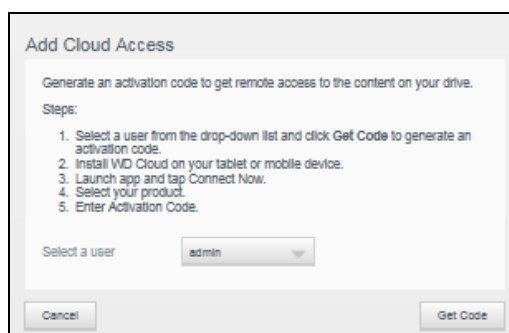 Add Cloud Access
Generate an activation code to get remote access to the content on your drive.
Steps:
1. Select a user from the drop-down list and click Get Code to generate an
activation code.
2. Install WD Cloud on your tablet or mobile device.
3. Launch app and tap Connect Now.
4. Select your product.
5. Enter Activation Code.
Select a user admin
Cancel Get Code